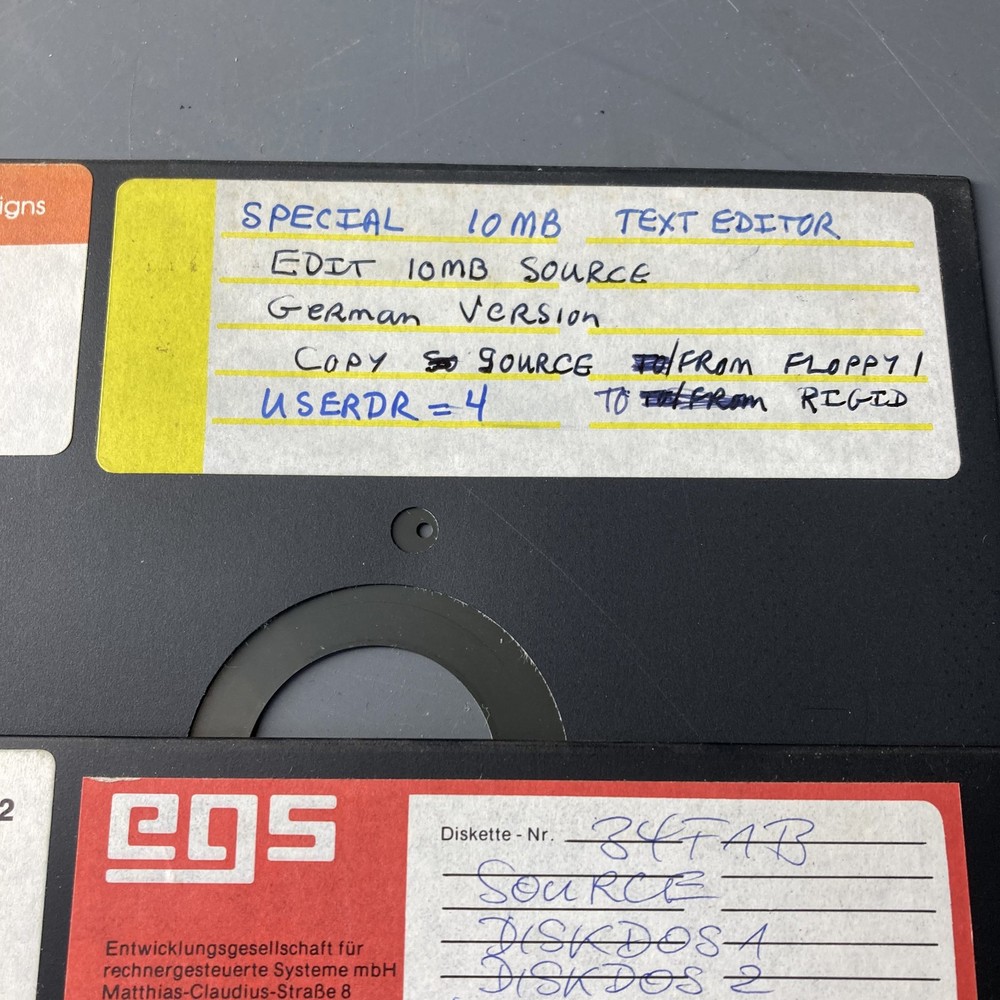 igns
SPECIAL 10MB TEXT EDITOR
EDIT 10MB SOURCE
German Version
COPY SOURCE /FROM FLOPPY 1
USERDR = 4 TO RIGID
2
egs
Diskette - Nr. 34FAB
SOURCE
DISKDOS 1
DISKDOS 2
Entwicklungsgesellschaft für
rechnergesteuerte Systeme mbH
Matthias-Claudius-Straße 8